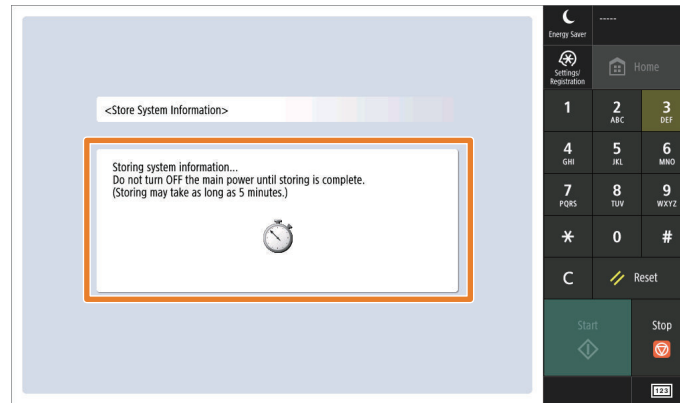 <Store System Information>
Storing system information...
Do not turn OFF the main power until storing is complete.
(Storing may take as long as 5 minutes.)
Energy Saver
-----
Settings/
Registration
Home
1
2
ABC
3
DEF
4
GHI
5
JKL
6
MNO
7
PQRS
8
TUV
9
WXYZ
*
0
#
C
Reset
Start
Stop
123